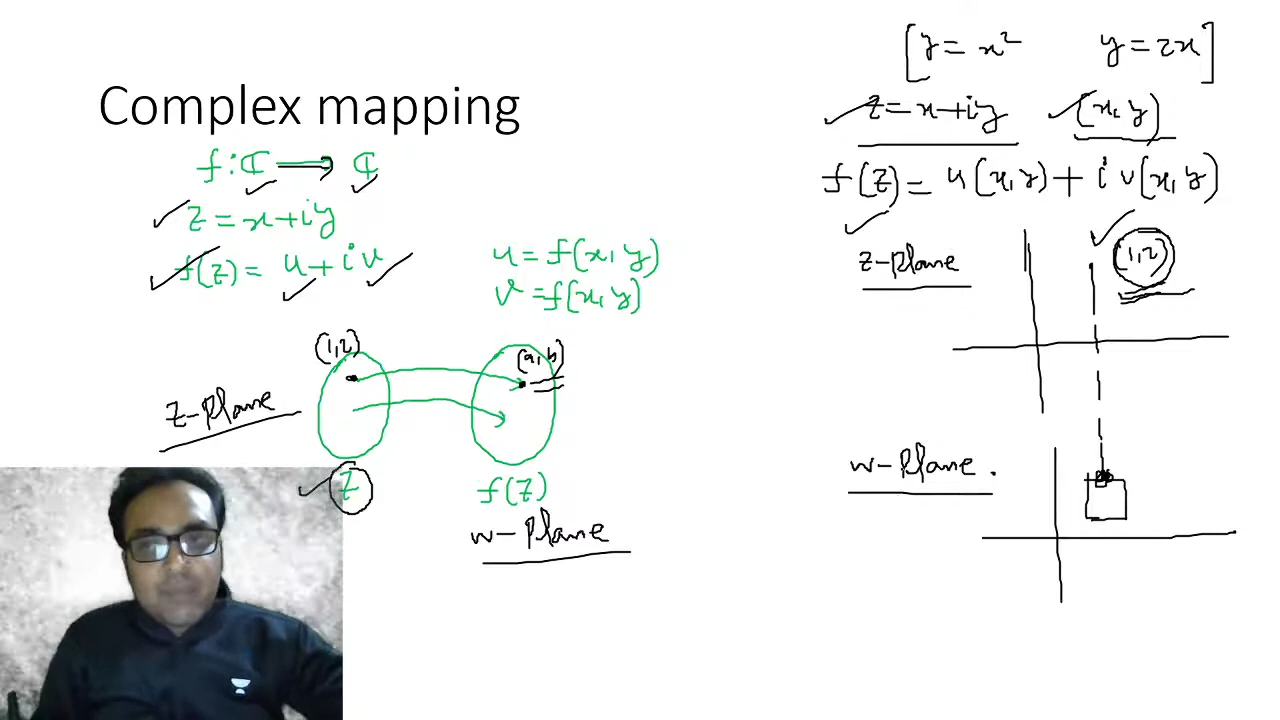 Complex mapping
f : ℂ ⟶ ℂ
z = x+iy
f(z) = u+iv
u = f(x,y)
v = f(x,y)
(1,2)
(a,b)
z-plane
z
f(z)
w-plane
[y = x² y = 2x]
z = x+iy (x,y)
f(z) = u(x,y) + i v(x,y)
z-plane
(1,2)
w-plane.